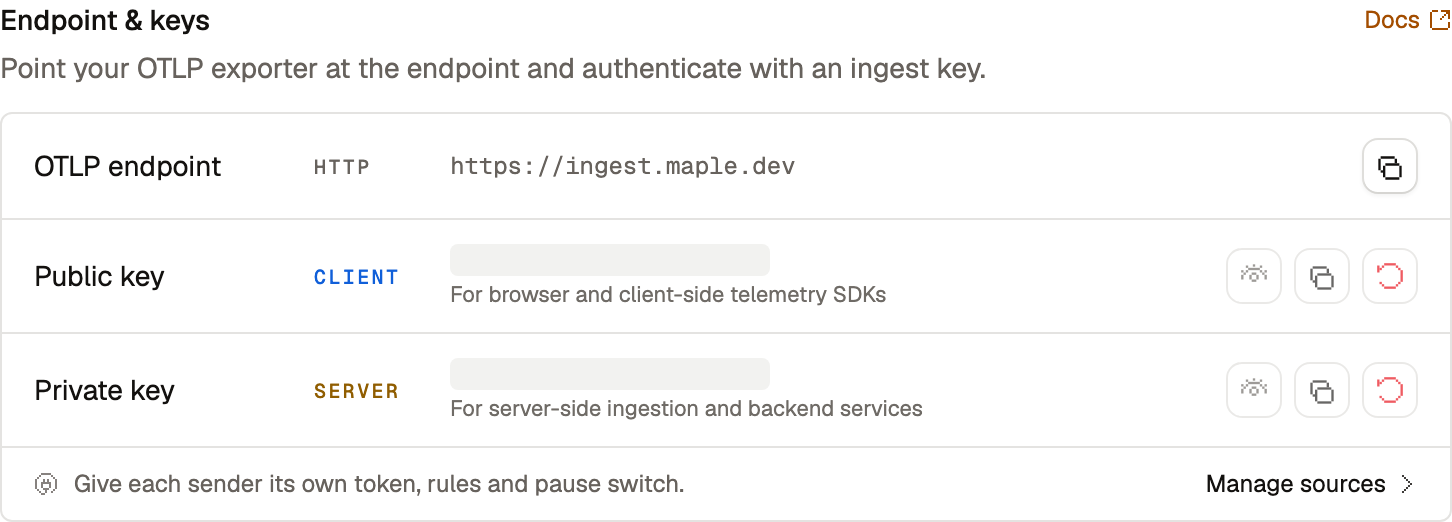 Endpoint & keys
Docs
Point your OTLP exporter at the endpoint and authenticate with an ingest key.
OTLP endpoint HTTP https://ingest.maple.dev
Public key CLIENT
For browser and client-side telemetry SDKs
Private key SERVER
For server-side ingestion and backend services
Give each sender its own token, rules and pause switch.
Manage sources